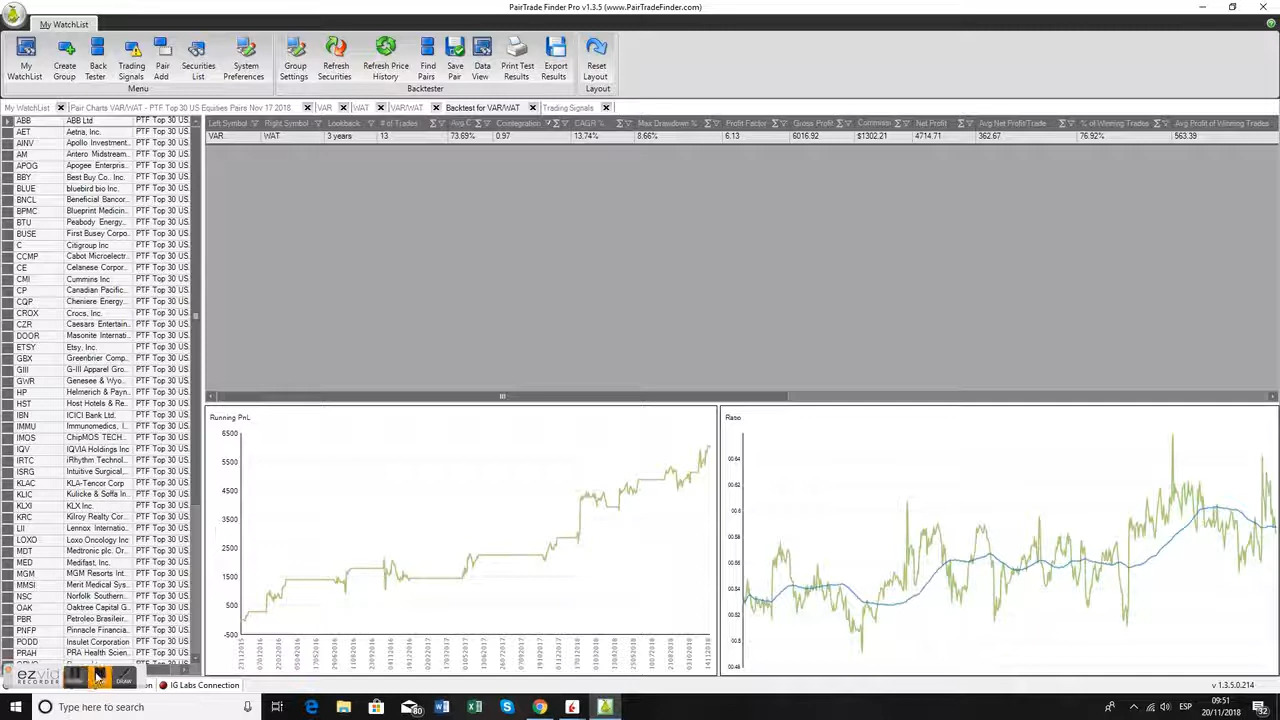 PairTrade Finder Pro v1.3.5 (www.PairTradeFinder.com)
My WatchList
My WatchList
Create Group
Back Tester
Trading Signals
Pair Add
Securities List
System Preferences
Group Settings
Refresh Securities
Refresh Price History
Find Pairs
Save Pair
Data View
Print Test Results
Export Results
Reset Layout
Menu
Backtester
Layout
My WatchList
Pair Charts VAR/WAT - PTF Top 30 US Equities Pairs Nov 17 2018
VAR
WAT
VAR/WAT
Backtest for VAR/WAT
Trading Signals
Left Symbol Right Symbol Lookback # of Trades Avg C Cointegration CAGR % Max Drawdown % Profit Factor Gross Profit Commiss Net Profit Avg Net Profit/Trade % of Winning Trades Avg Profit of Winning Trades
VAR WAT 3 years 13 73.69% 0.97 13.74% 8.66% 6.13 6016.92 $1302.21 4714.71 362.67 76.92% 563.39
ABB ABB Ltd PTF Top 30 US
AET Aetna, Inc. PTF Top 30 US
AINV Apollo Investment.. PTF Top 30 US
AM Antero Midstream.. PTF Top 30 US
APOG Apogee Enterpris.. PTF Top 30 US
BBY Best Buy Co., Inc. PTF Top 30 US
BLUE bluebird bio Inc. PTF Top 30 US
BNCL Beneficial Bancor.. PTF Top 30 US
BPMC Blueprint Medicin.. PTF Top 30 US
BTU Peabody Energy.. PTF Top 30 US
BUSE First Busey Corpo.. PTF Top 30 US
C Citigroup Inc PTF Top 30 US
CCMP Cabot Microelectr.. PTF Top 30 US
CE Celanese Corpor.. PTF Top 30 US
CMI Cummins Inc PTF Top 30 US
CP Canadian Pacific.. PTF Top 30 US
CQP Cheniere Energy.. PTF Top 30 US
CROX Crocs, Inc. PTF Top 30 US
CZR Caesars Entertain.. PTF Top 30 US
DOOR Masonite Internati.. PTF Top 30 US
ETSY Etsy, Inc. PTF Top 30 US
GBX Greenbrier Comp.. PTF Top 30 US
GIII G-III Apparel Gro.. PTF Top 30 US
GWR Genesee & Wyo.. PTF Top 30 US
HP Helmerich & Payn.. PTF Top 30 US
HST Host Hotels & Re.. PTF Top 30 US
IBN ICICI Bank Ltd. PTF Top 30 US
IMMU Immunomedics, I.. PTF Top 30 US
IMOS ChipMOS TECH.. PTF Top 30 US
IQV IQVIA Holdings Inc PTF Top 30 US
IRTC iRhythm Technol.. PTF Top 30 US
ISRG Intuitive Surgical,.. PTF Top 30 US
KLAC KLA-Tencor Corp PTF Top 30 US
KLIC Kulicke & Soffa In.. PTF Top 30 US
KLXI KLX Inc. PTF Top 30 US
KRC Kilroy Realty Cor.. PTF Top 30 US
LII Lennox Internatio.. PTF Top 30 US
LOXO Loxo Oncology Inc PTF Top 30 US
MDT Medtronic plc. Or.. PTF Top 30 US
MED Medifast, Inc. PTF Top 30 US
MGM MGM Resorts Int.. PTF Top 30 US
MMSI Merit Medical Sys.. PTF Top 30 US
NSC Norfolk Southern.. PTF Top 30 US
OAK Oaktree Capital G.. PTF Top 30 US
PBR Petroleo Brasileir.. PTF Top 30 US
PNFP Pinnacle Financia.. PTF Top 30 US
PODD Insulet Corporation PTF Top 30 US
PRAH PRA Health Scien.. PTF Top 30 US
Running PnL
6500
5500
4500
3500
2500
1500
500
-500
Ratio
00.64
00.62
00.6
00.58
00.56
00.54
00.52
00.5
00.48
ezvid
RECORDER
DRAW
IG Labs Connection
v 1.3.5.0.214
Type here to search
80
ESP
09:51
20/11/2018
32